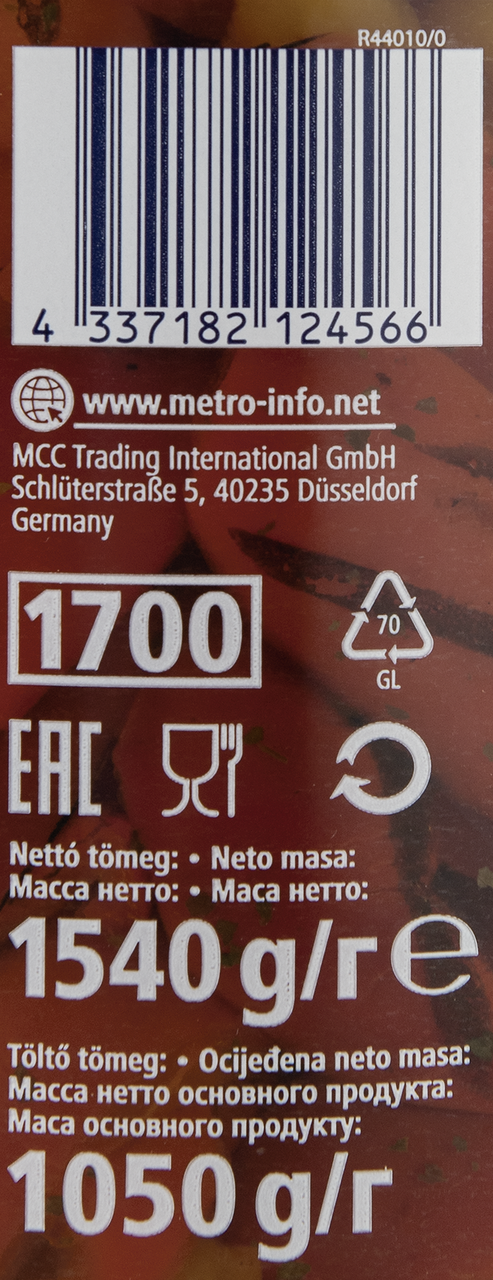 R44010/0
4 337182 124566
www.metro-info.net
MCC Trading International GmbH
Schlüterstraße 5, 40235 Düsseldorf
Germany
1700
70
GL
EAC
Nettó tömeg: • Neto masa:
Масса нетто: • Маса нетто:
1540 g/г ℮
Töltő tömeg: • Ocijeđena neto masa:
Масса нетто основного продукта:
Маса основного продукту:
1050 g/г